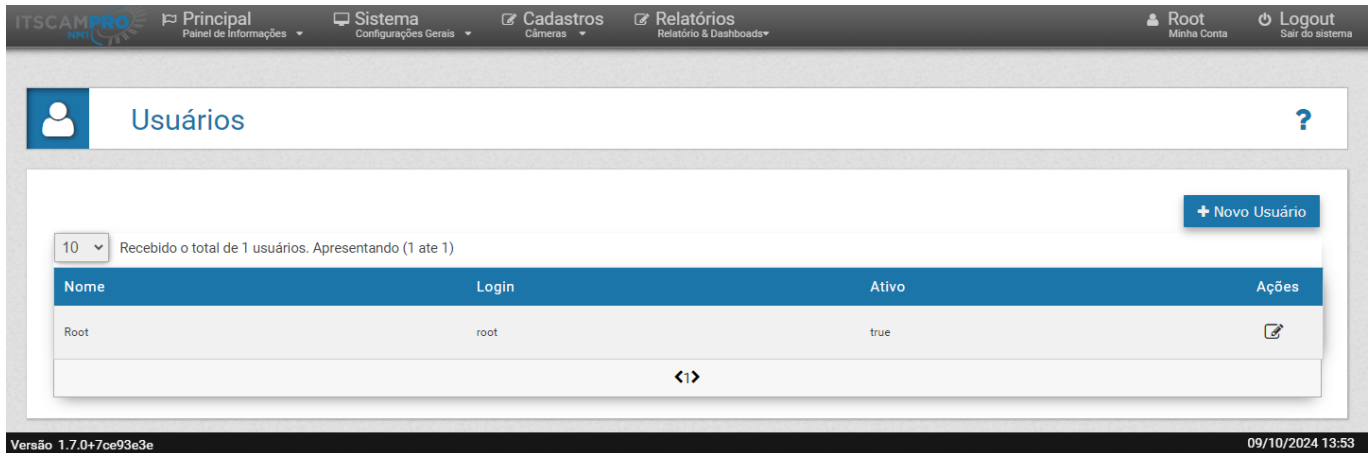 ITSCAMPRO NMT
Principal
Painel de Informações
Sistema
Configurações Gerais
Cadastros
Câmeras
Relatórios
Relatório & Dashboads
Root
Minha Conta
Logout
Sair do sistema
Usuários
?
+ Novo Usuário
10 Recebido o total de 1 usuários. Apresentando (1 ate 1)
Nome Login Ativo Ações
Root root true
1
Versão 1.7.0+7ce93e3e 09/10/2024 13:53